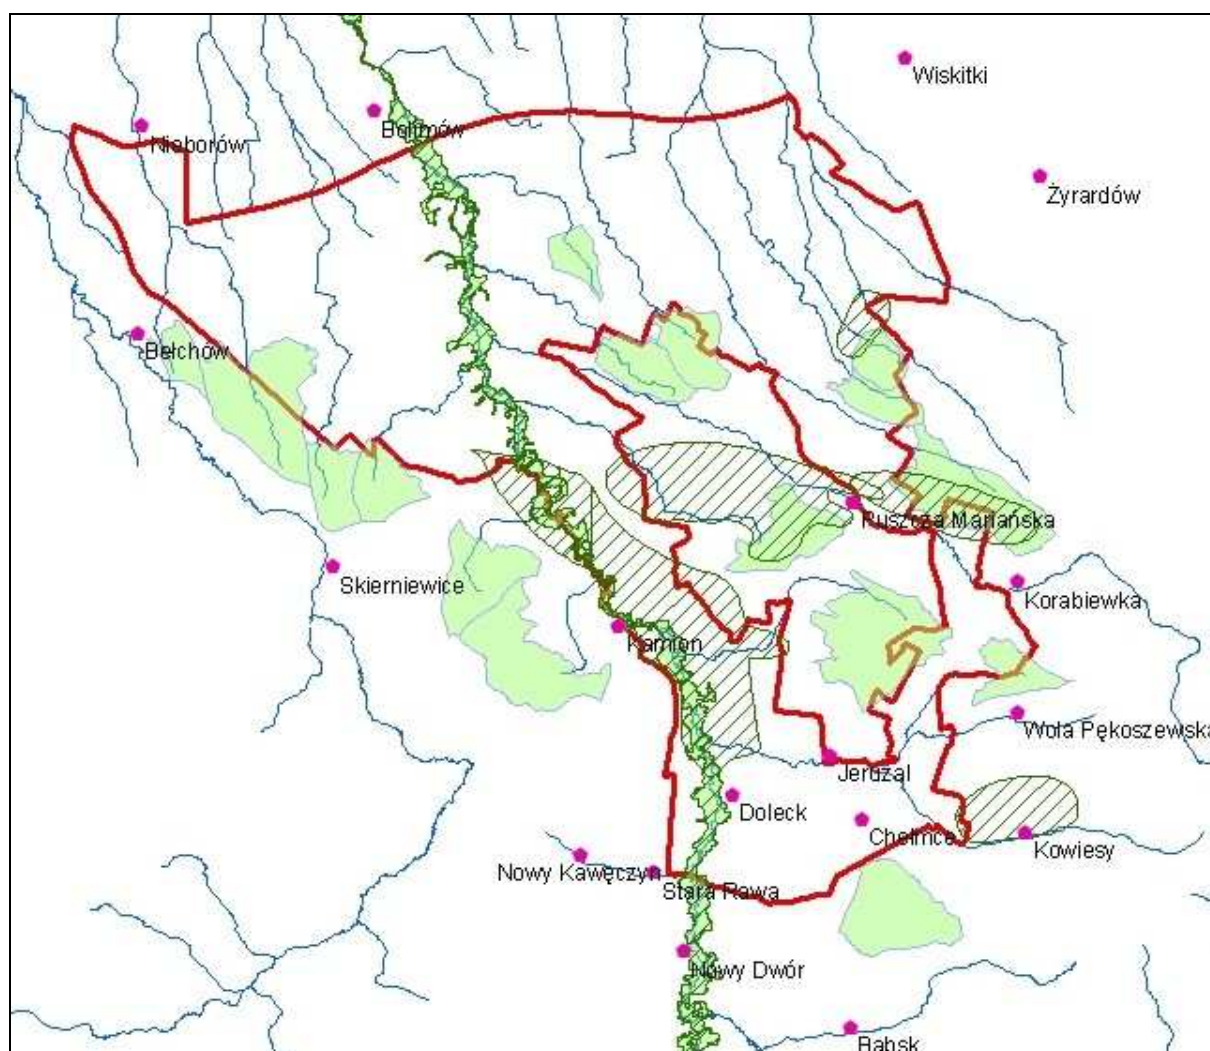 Wiskitki
Bolimów
Nieborów
Żyrardów
Bełchów
Puszcza Mariańska
Skierniewice
Korabiewka
Kamion
Wola Pękoszewska
Jeruzal
Doleck
Chełmce
Kowiesy
Nowy Kawęczyn
Stara Rawa
Nowy Dwór
Babsk